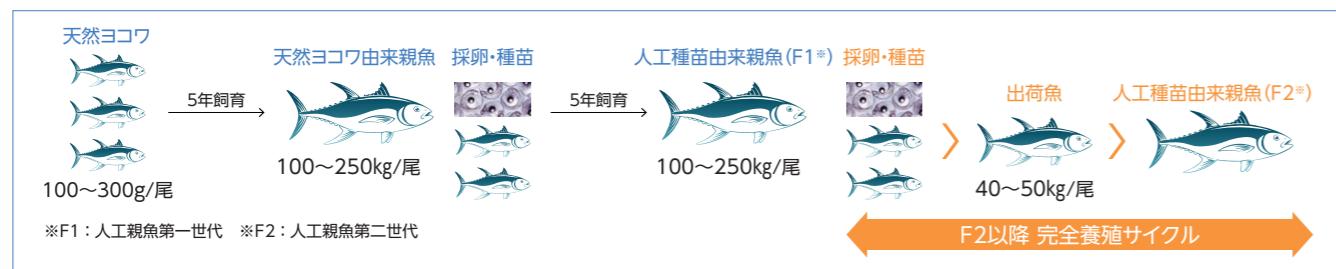 天然ヨコワ
100〜300g/尾
5年飼育
天然ヨコワ由来親魚
100〜250kg/尾
採卵・種苗
5年飼育
人工種苗由来親魚(F1※)
100〜250kg/尾
採卵・種苗
出荷魚
40〜50kg/尾
人工種苗由来親魚(F2※)
F2以降 完全養殖サイクル
※F1：人工親魚第一世代　※F2：人工親魚第二世代